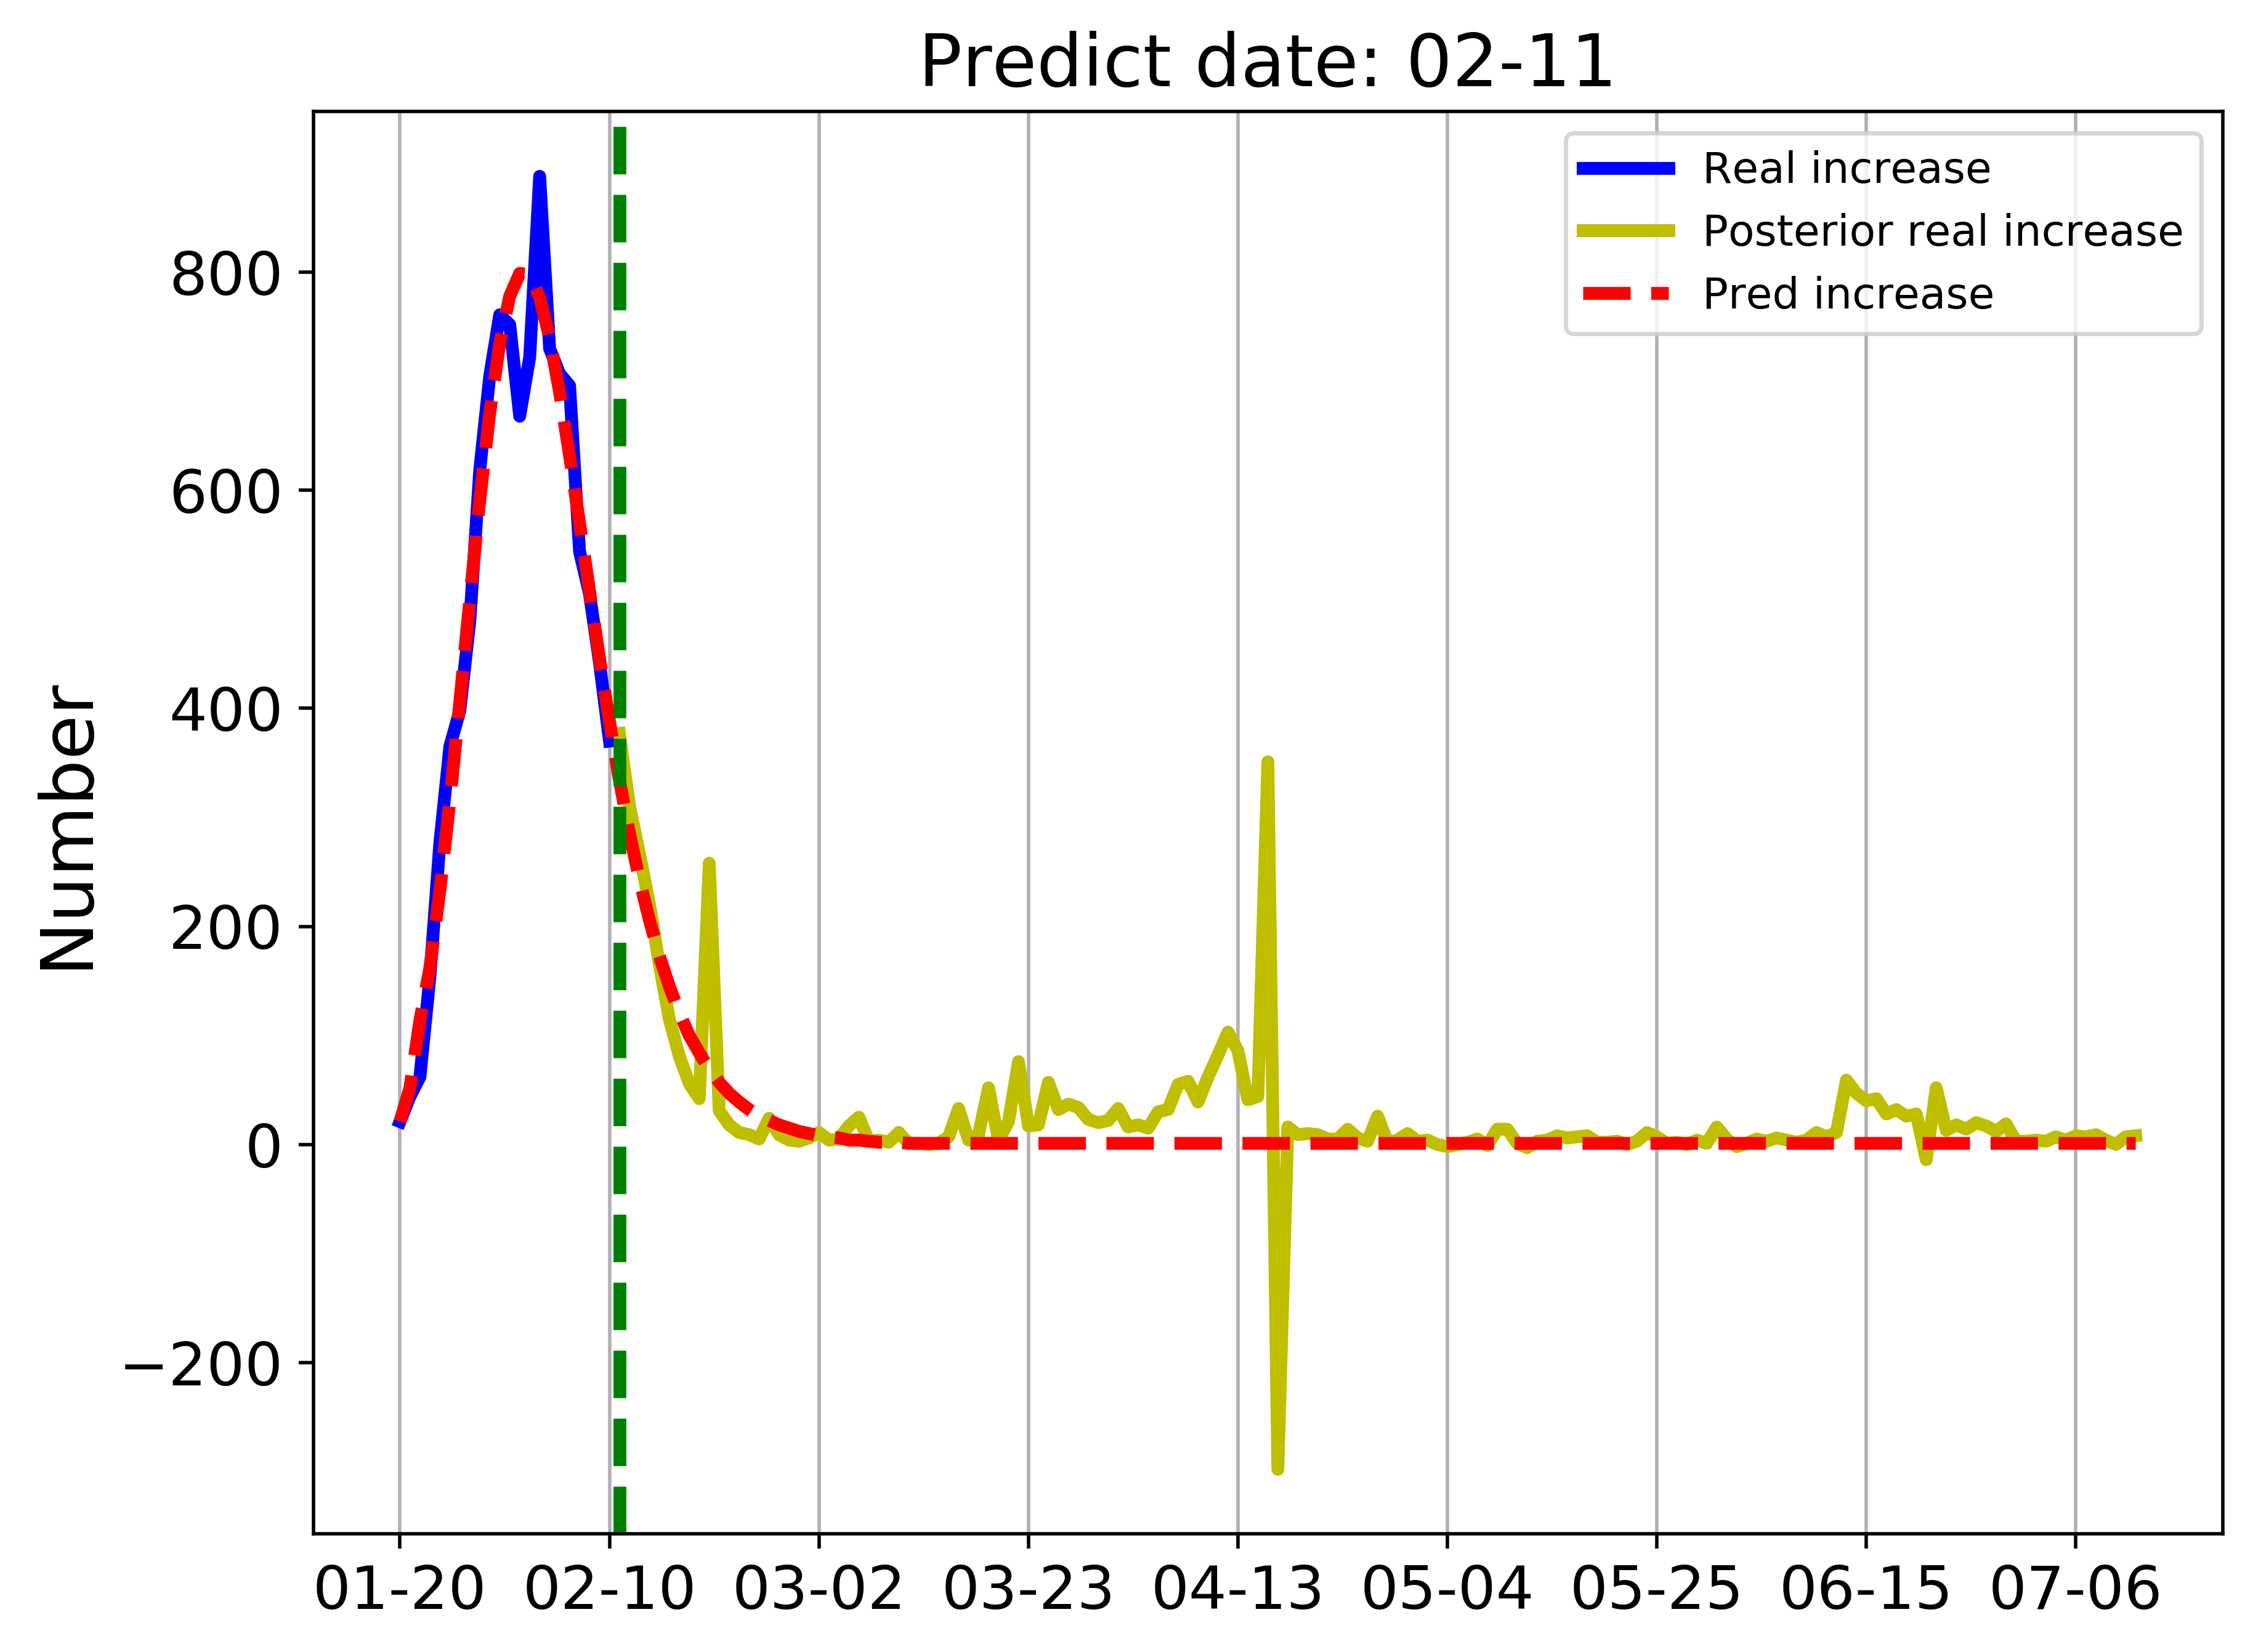 Predict date: 02-11
Real increase
Posterior real increase
Pred increase
Number
800
600
400
200
0
−200
01-20 02-10 03-02 03-23 04-13 05-04 05-25 06-15 07-06